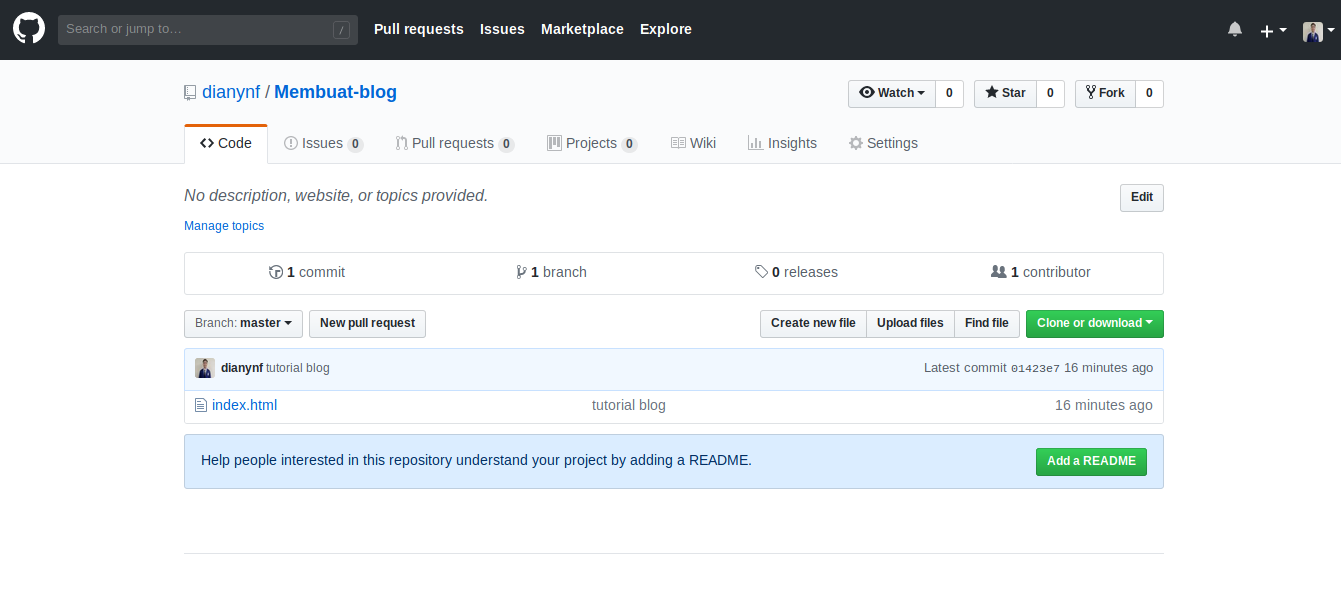 Search or jump to… /
Pull requests Issues Marketplace Explore
dianynf / Membuat-blog
Watch 0 Star 0 Fork 0
Code Issues 0 Pull requests 0 Projects 0 Wiki Insights Settings
No description, website, or topics provided.
Edit
Manage topics
1 commit 1 branch 0 releases 1 contributor
Branch: master New pull request Create new file Upload files Find file Clone or download
dianynf tutorial blog Latest commit 01423e7 16 minutes ago
index.html tutorial blog 16 minutes ago
Help people interested in this repository understand your project by adding a README. Add a README